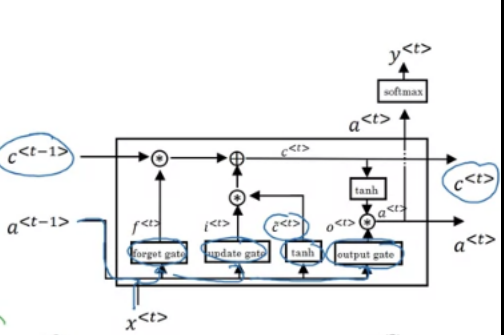 y<t>
softmax
a<t>
c<t-1>
c<t>
c<t>
tanh
a<t-1>
f<t>
i<t>
c̃<t>
o<t>
a<t>
a<t>
forget gate
update gate
tanh
output gate
x<t>